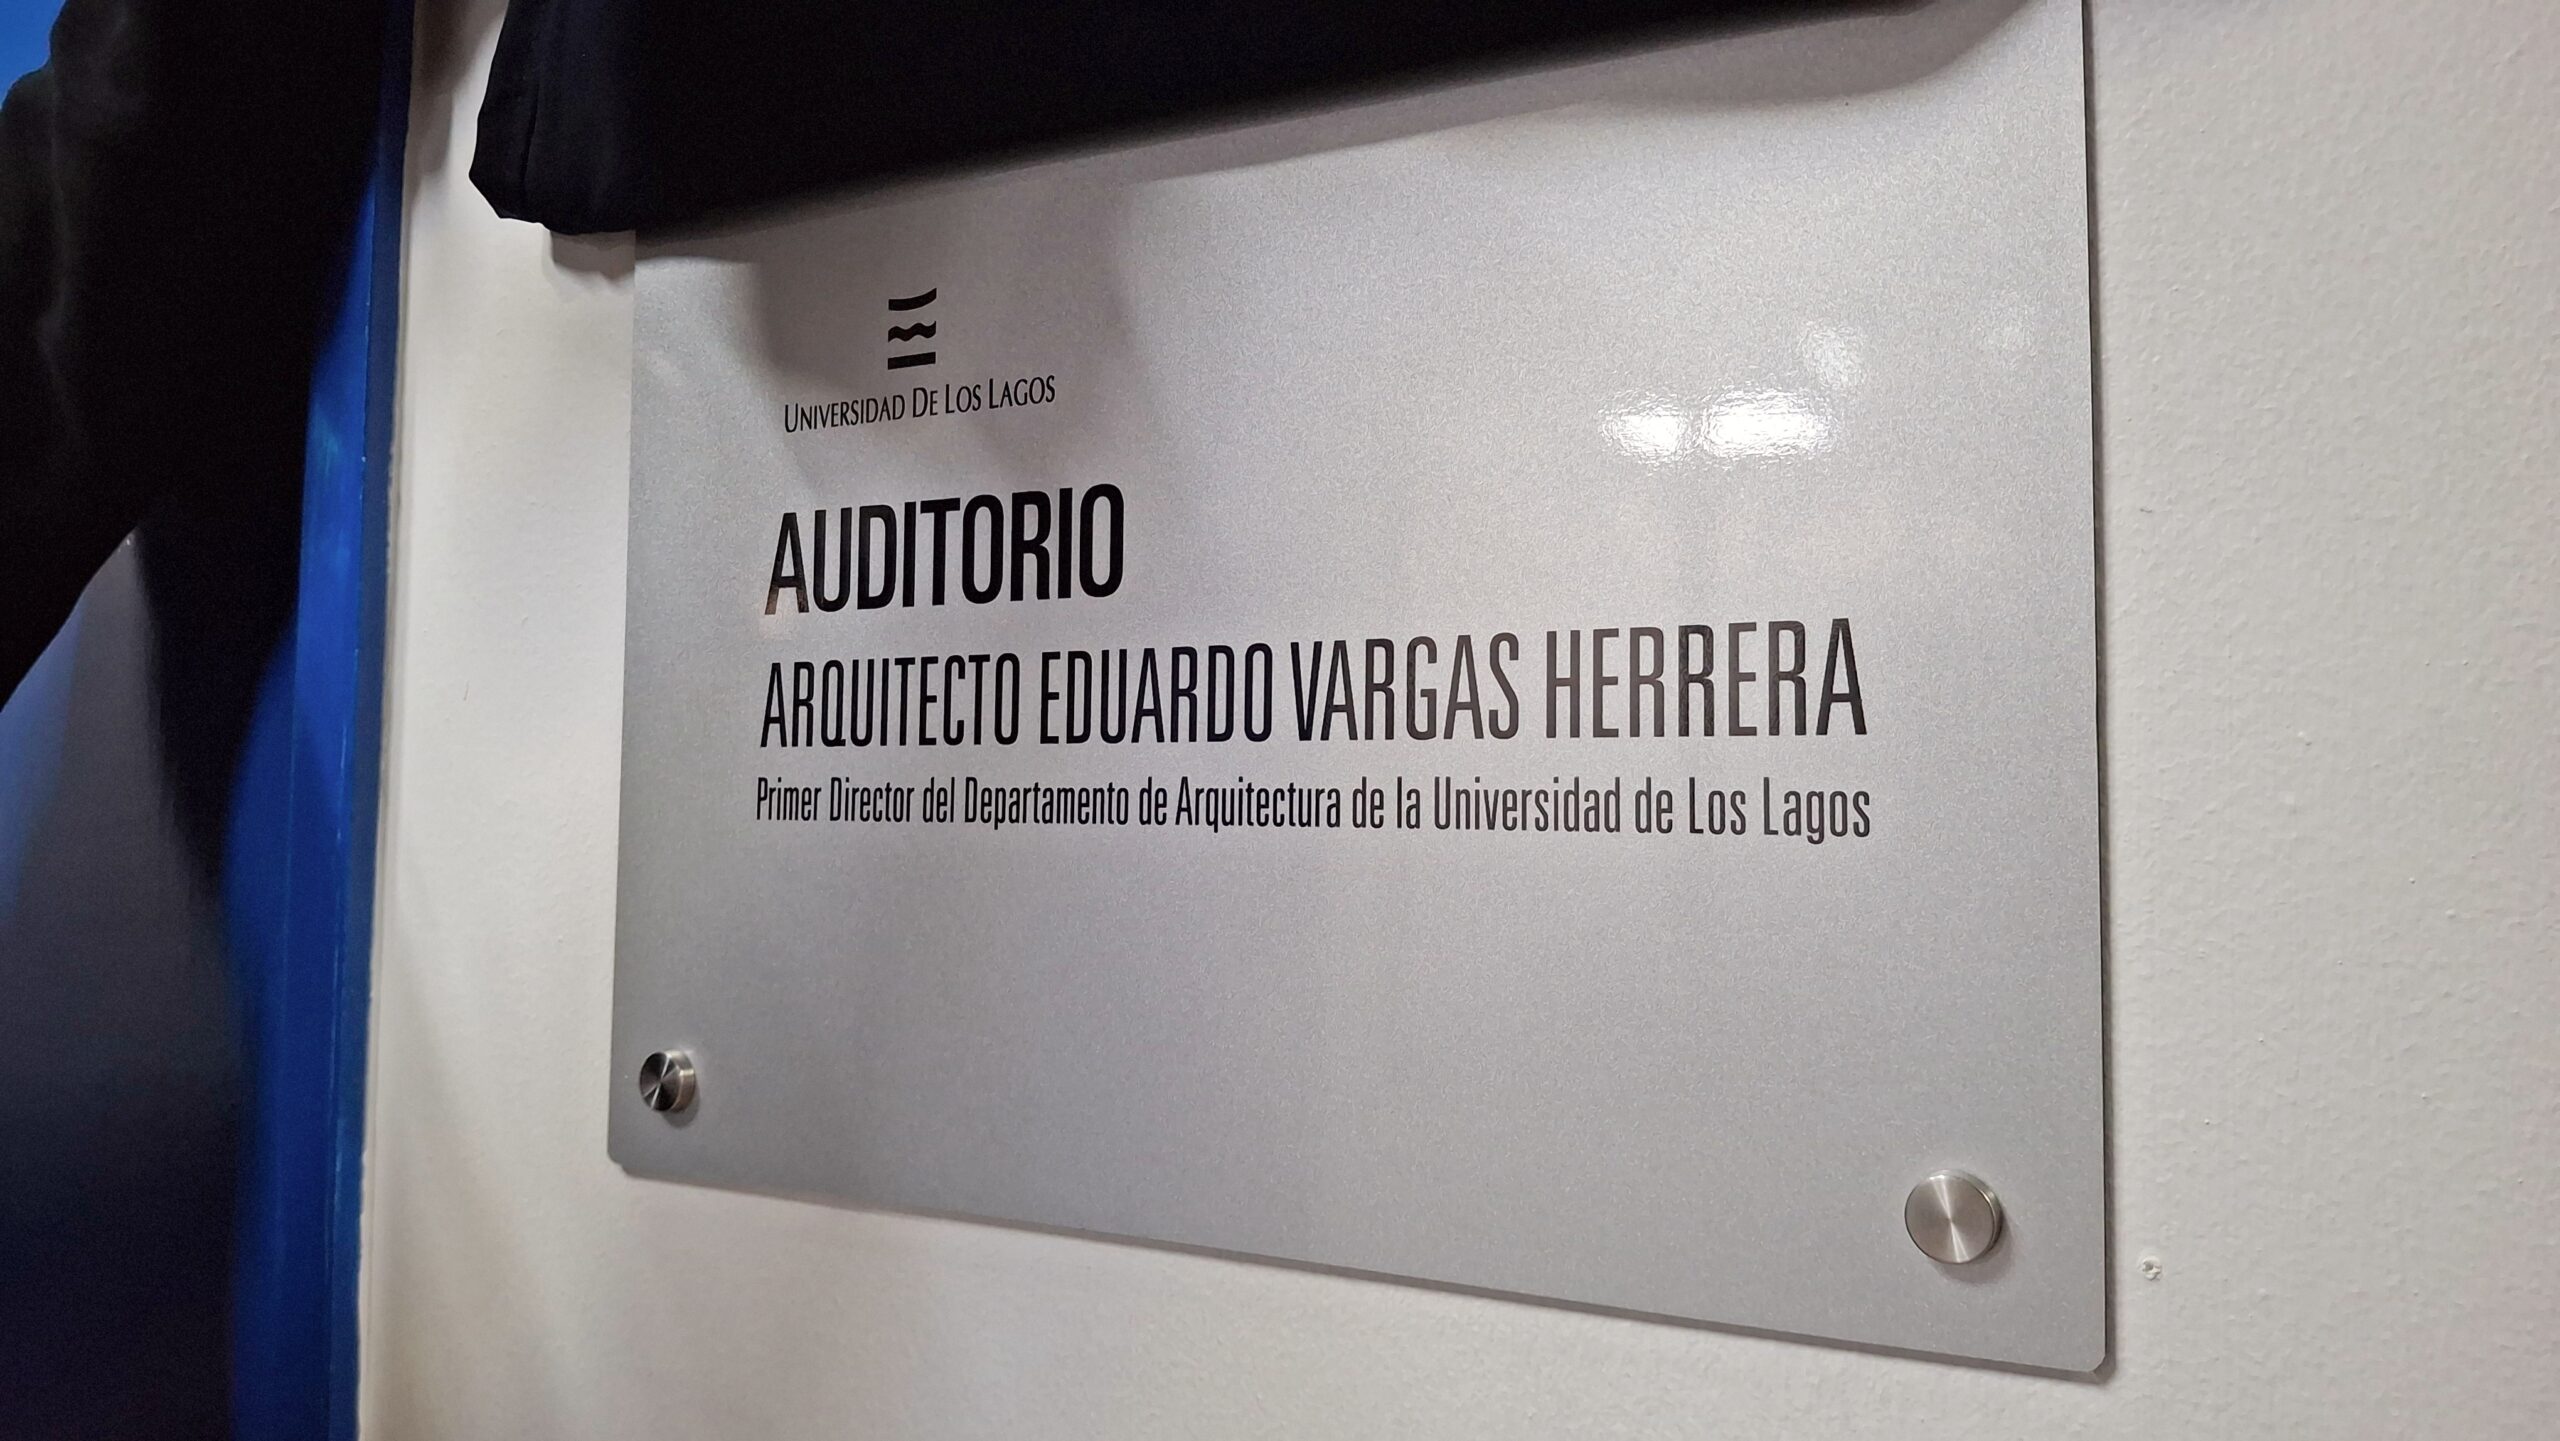 UNIVERSIDAD DE LOS LAGOS
AUDITORIO
ARQUITECTO EDUARDO VARGAS HERRERA
Primer Director del Departamento de Arquitectura de la Universidad de Los Lagos